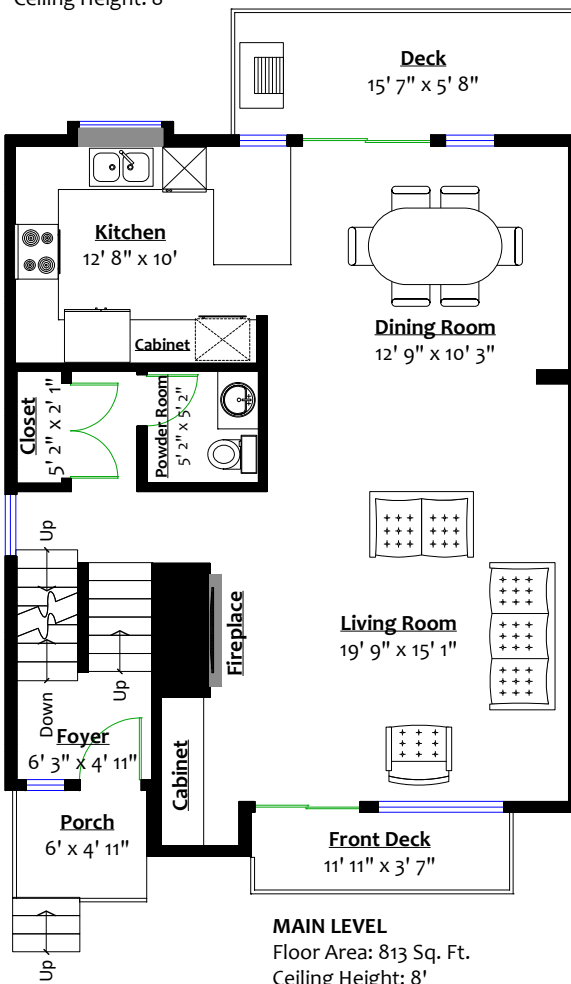 Ceiling Height: 8'
Deck
15' 7" x 5' 8"
Kitchen
12' 8" x 10'
Dining Room
12' 9" x 10' 3"
Cabinet
Closet
5' 2" x 2' 1"
Powder Room
5' 2" x 5' 2"
Up
Fireplace
Living Room
19' 9" x 15' 1"
Down
Up
Foyer
6' 3" x 4' 11"
Cabinet
Porch
6' x 4' 11"
Front Deck
11' 11" x 3' 7"
Up
MAIN LEVEL
Floor Area: 813 Sq. Ft.
Ceiling Height: 8'